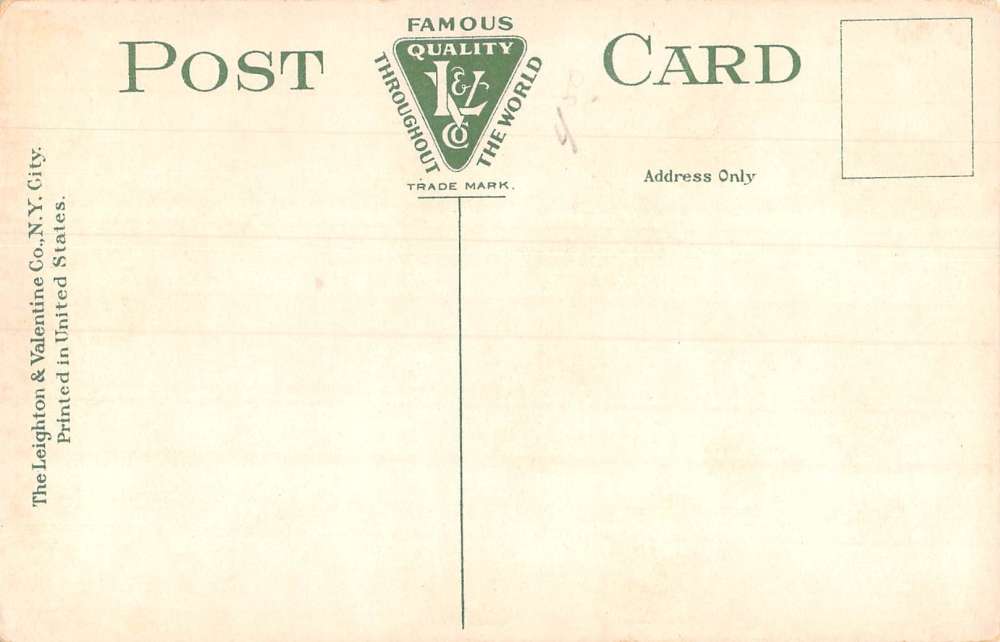 POST CARD
FAMOUS
QUALITY
THROUGHOUT
THE WORLD
L & V
Co
TRADE MARK.
Address Only
The Leighton & Valentine Co., N.Y. City.
Printed in United States.